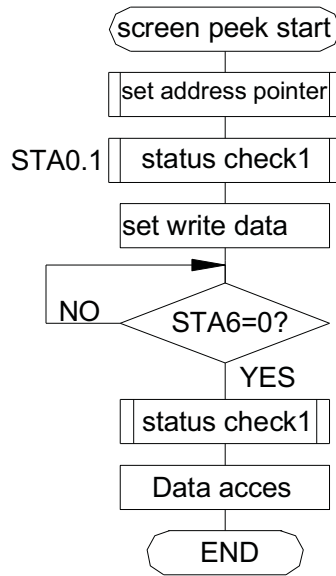 screen peek start
set address pointer
STA0.1
status check1
set write data
NO
STA6=0?
YES
status check1
Data acces
END